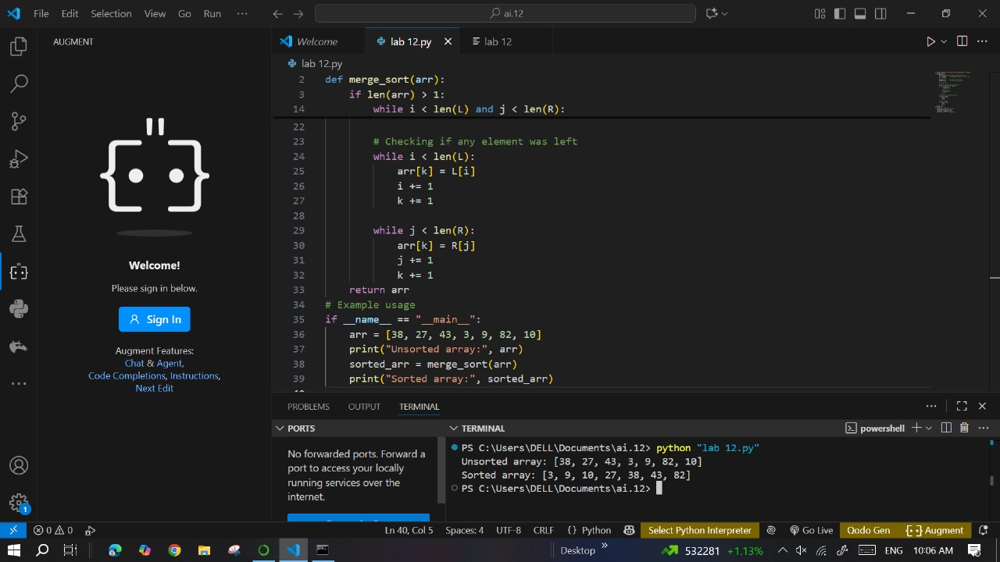 File Edit Selection View Go Run ··· ai.12
AUGMENT
Welcome!
Please sign in below.
Sign In
Augment Features:
Chat & Agent,
Code Completions, Instructions,
Next Edit
1
Welcome lab 12.py lab 12
lab 12.py
2 def merge_sort(arr):
3 if len(arr) > 1:
14 while i < len(L) and j < len(R):
22
23 # Checking if any element was left
24 while i < len(L):
25 arr[k] = L[i]
26 i += 1
27 k += 1
28
29 while j < len(R):
30 arr[k] = R[j]
31 j += 1
32 k += 1
33 return arr
34 # Example usage
35 if __name__ == "__main__":
36 arr = [38, 27, 43, 3, 9, 82, 10]
37 print("Unsorted array:", arr)
38 sorted_arr = merge_sort(arr)
39 print("Sorted array:", sorted_arr)
PROBLEMS OUTPUT TERMINAL
PORTS
No forwarded ports. Forward a
port to access your locally
running services over the
internet.
TERMINAL powershell
PS C:\Users\DELL\Documents\ai.12> python "lab 12.py"
Unsorted array: [38, 27, 43, 3, 9, 82, 10]
Sorted array: [3, 9, 10, 27, 38, 43, 82]
PS C:\Users\DELL\Documents\ai.12>
0 0 Ln 40, Col 5 Spaces: 4 UTF-8 CRLF {} Python Select Python Interpreter Go Live Qodo Gen Augment
Desktop » 532281 +1.13% ENG 10:06 AM